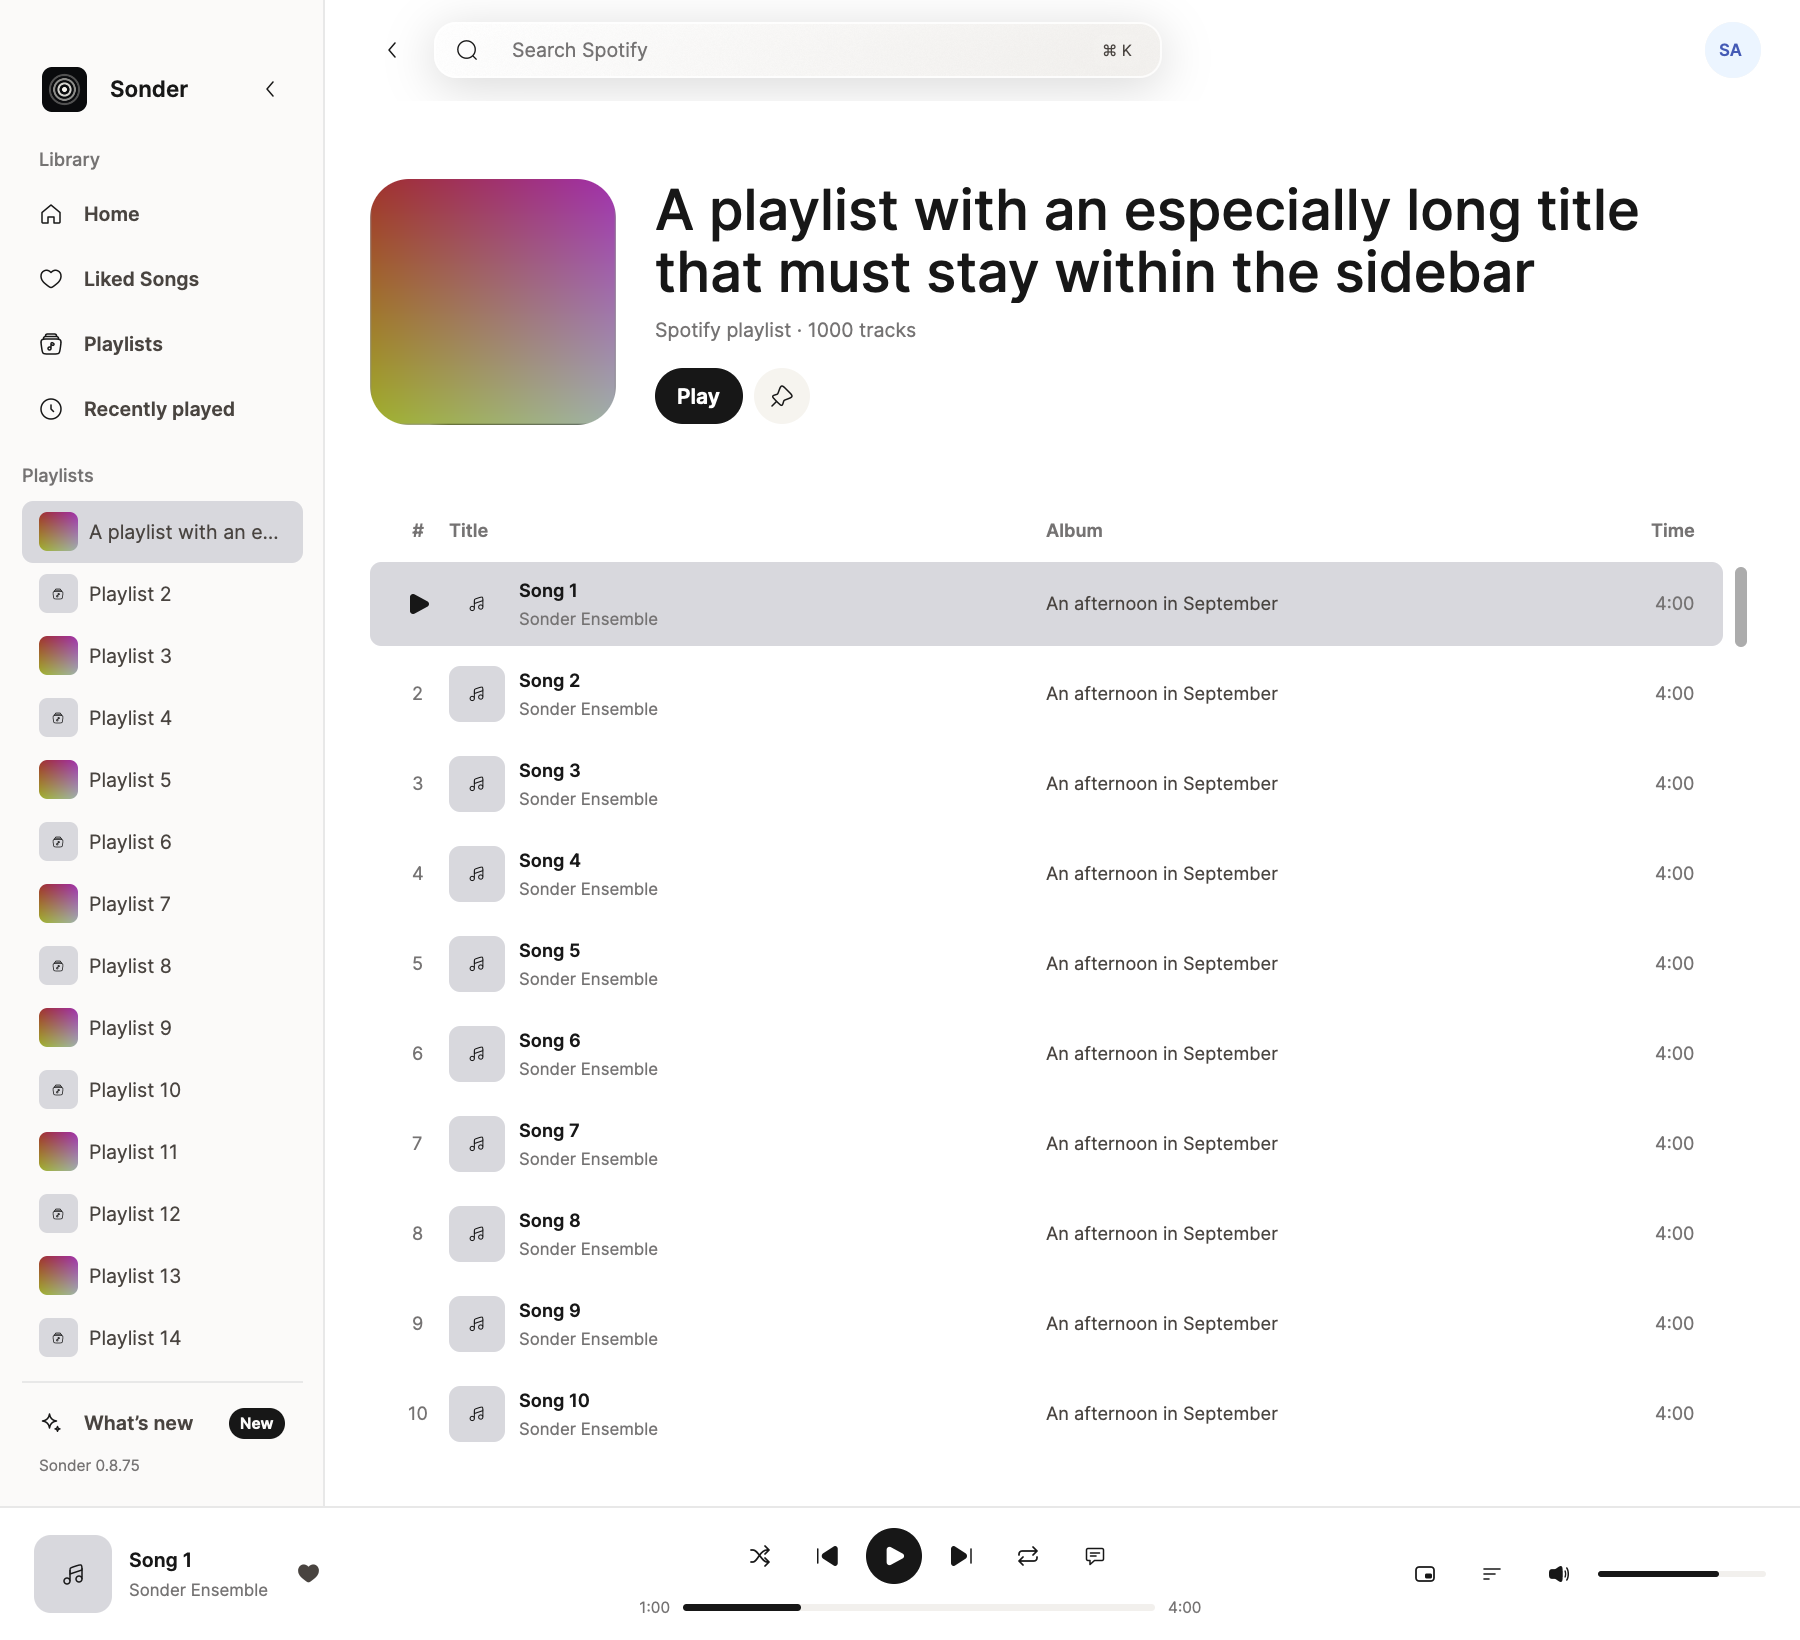 Sonder
Library
Home
Liked Songs
Playlists
Recently played
Playlists
A playlist with an e...
Playlist 2
Playlist 3
Playlist 4
Playlist 5
Playlist 6
Playlist 7
Playlist 8
Playlist 9
Playlist 10
Playlist 11
Playlist 12
Playlist 13
Playlist 14
What's new New
Sonder 0.8.75
Search Spotify ⌘ K
SA
A playlist with an especially long title
that must stay within the sidebar
Spotify playlist · 1000 tracks
Play
# Title Album Time
Song 1
Sonder Ensemble
An afternoon in September
4:00
2
Song 2
Sonder Ensemble
An afternoon in September
4:00
3
Song 3
Sonder Ensemble
An afternoon in September
4:00
4
Song 4
Sonder Ensemble
An afternoon in September
4:00
5
Song 5
Sonder Ensemble
An afternoon in September
4:00
6
Song 6
Sonder Ensemble
An afternoon in September
4:00
7
Song 7
Sonder Ensemble
An afternoon in September
4:00
8
Song 8
Sonder Ensemble
An afternoon in September
4:00
9
Song 9
Sonder Ensemble
An afternoon in September
4:00
10
Song 10
Sonder Ensemble
An afternoon in September
4:00
Song 1
Sonder Ensemble
1:00
4:00